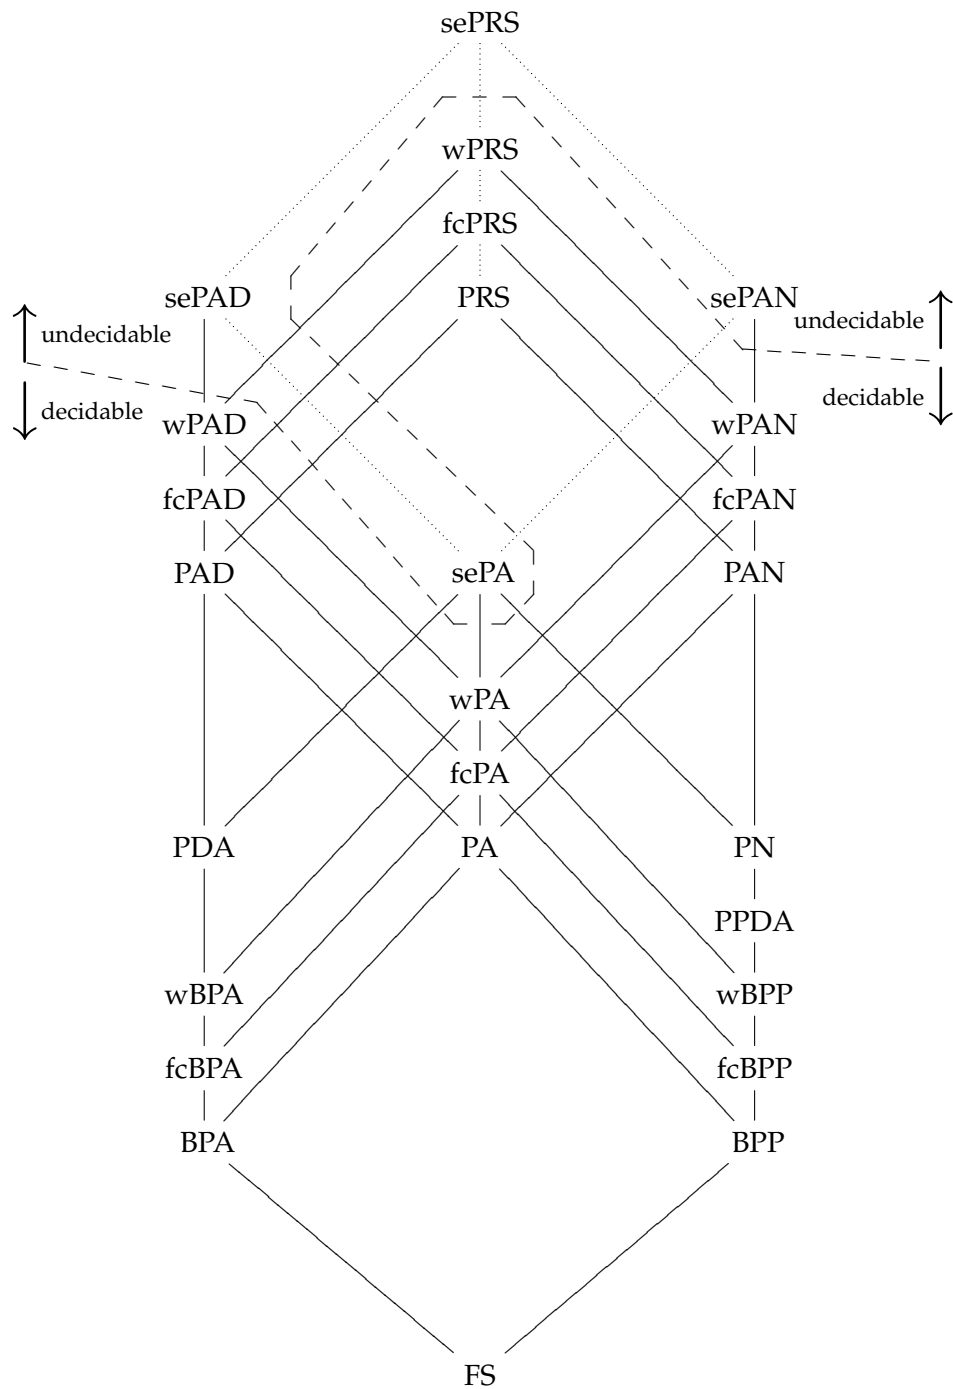 sePRS
wPRS
fcPRS
sePAD
PRS
sePAN
undecidable
undecidable
decidable
decidable
wPAD
wPAN
fcPAD
fcPAN
PAD
sePA
PAN
wPA
fcPA
PDA
PA
PN
PPDA
wBPA
wBPP
fcBPA
fcBPP
BPA
BPP
FS